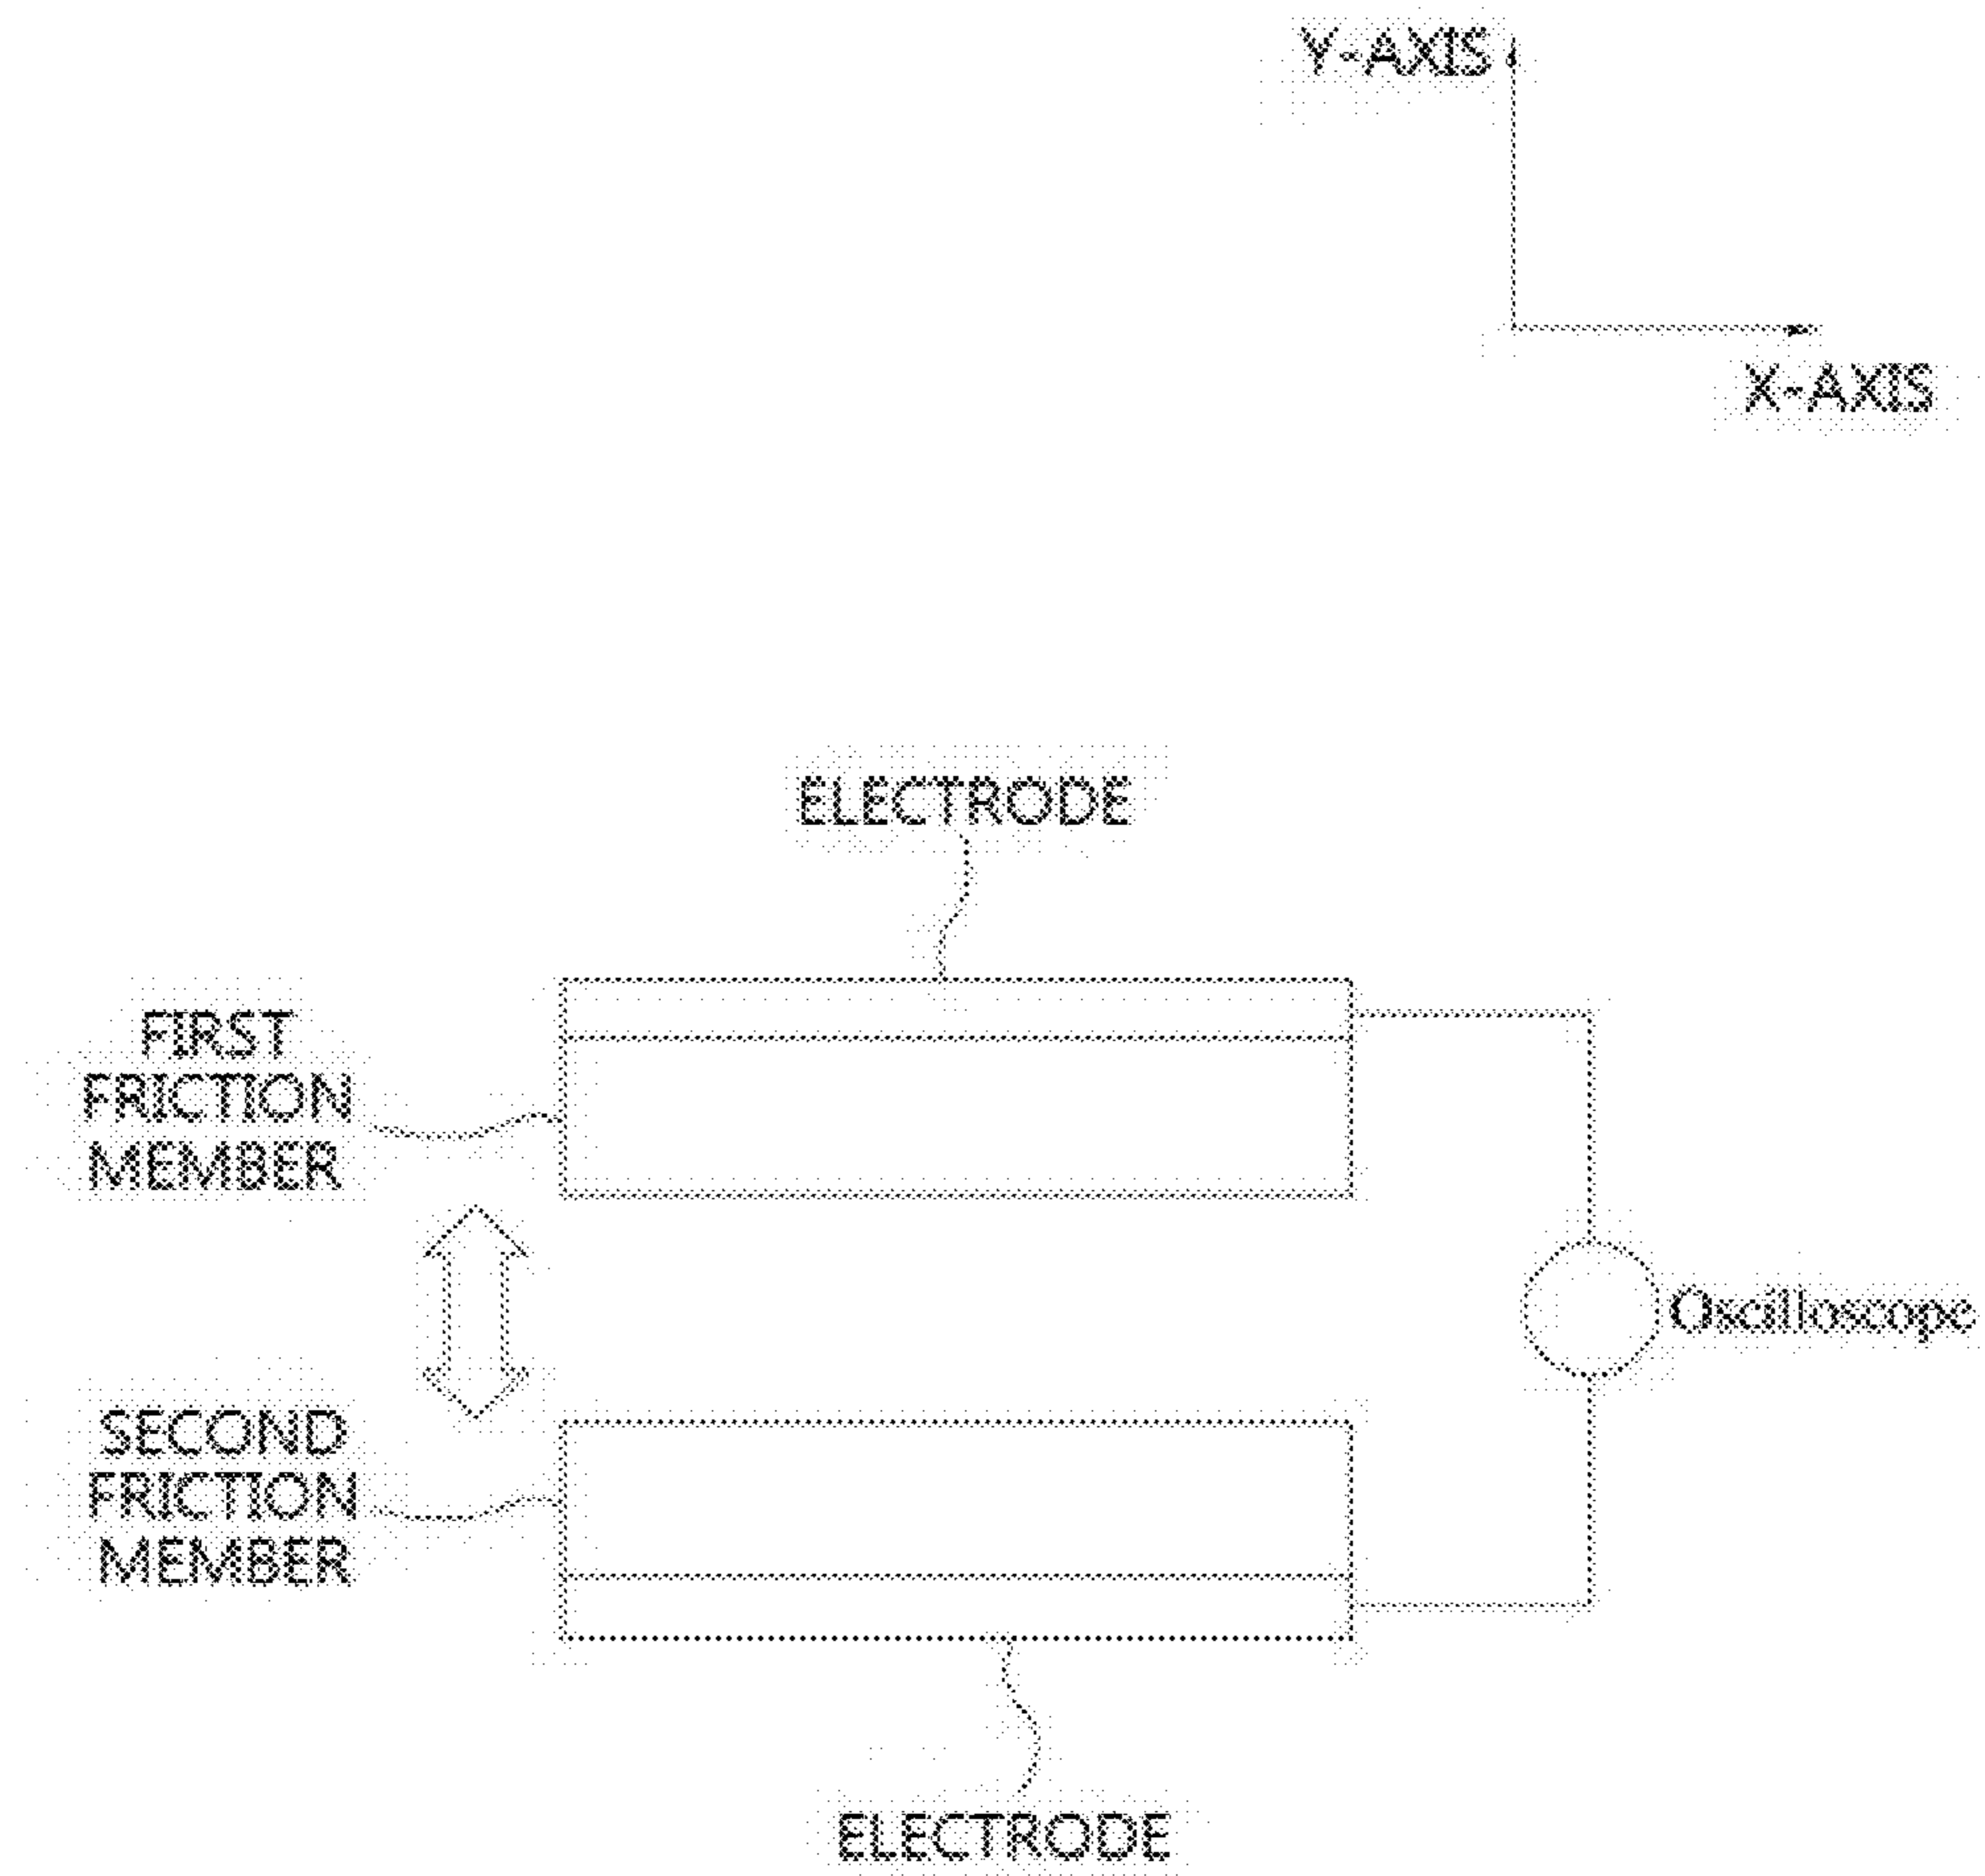 Y-AXIS
X-AXIS
ELECTRODE
FIRST
FRICTION
MEMBER
Oscilloscope
SECOND
FRICTION
MEMBER
ELECTRODE